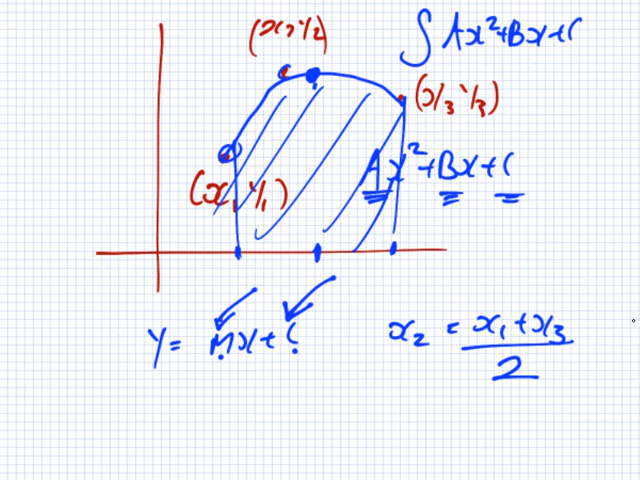 (x₂ y₂)
∫ Ax²+Bx+C
(x₃ y₃)
Ax²+Bx+C
(x₁ y₁)
y = mx + c
x₂ = x₁+x₃
2